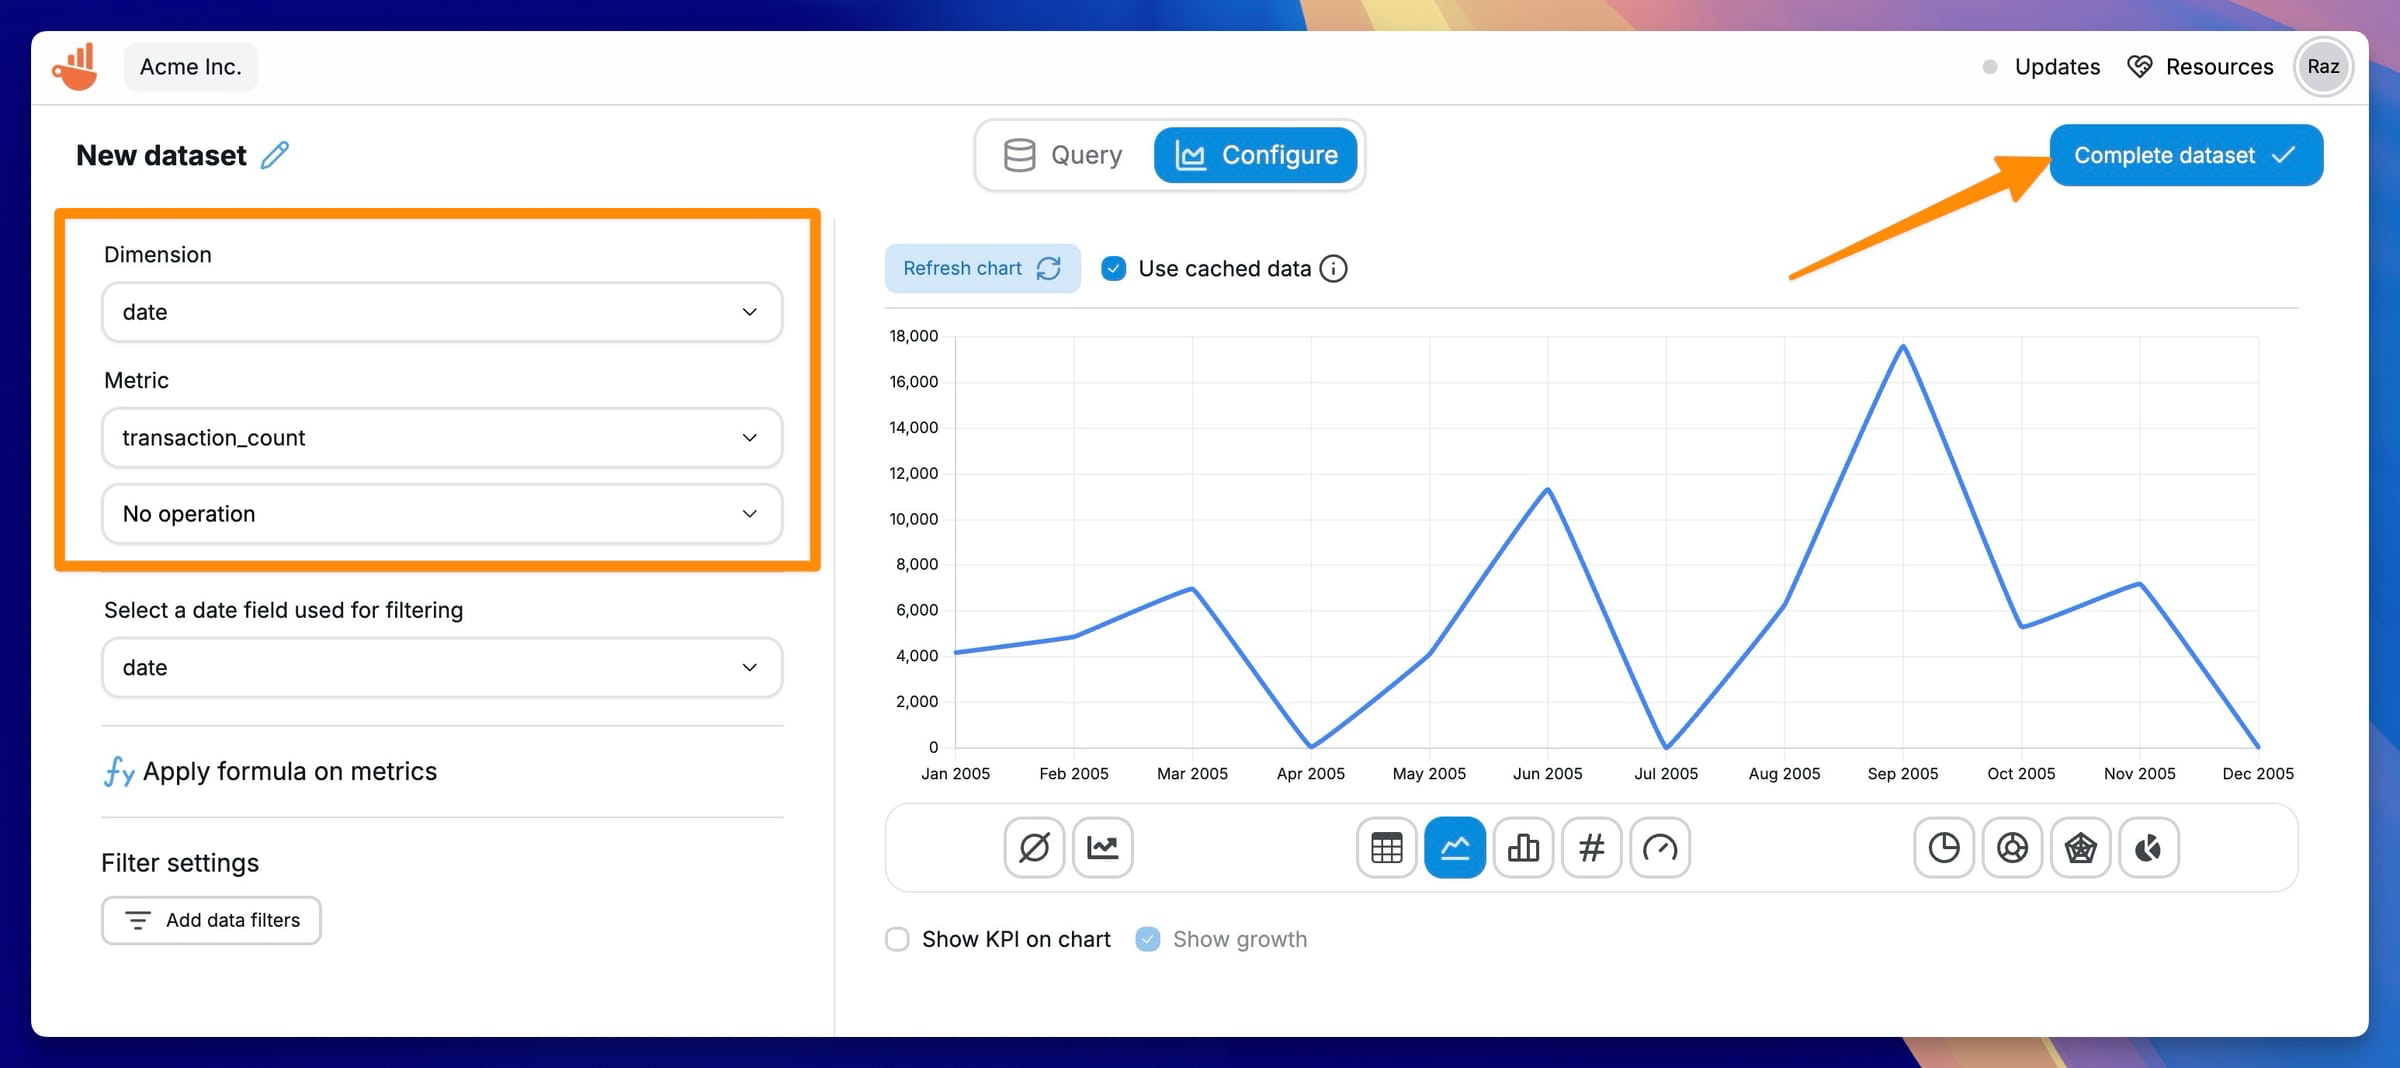 Acme Inc.
Updates
Resources
Raz
New dataset
Query
Configure
Complete dataset
Dimension
date
Metric
transaction_count
No operation
Select a date field used for filtering
date
Apply formula on metrics
Filter settings
Add data filters
Refresh chart
Use cached data
18,000
16,000
14,000
12,000
10,000
8,000
6,000
4,000
2,000
0
Jan 2005 Feb 2005 Mar 2005 Apr 2005 May 2005 Jun 2005 Jul 2005 Aug 2005 Sep 2005 Oct 2005 Nov 2005 Dec 2005
#
Show KPI on chart
Show growth